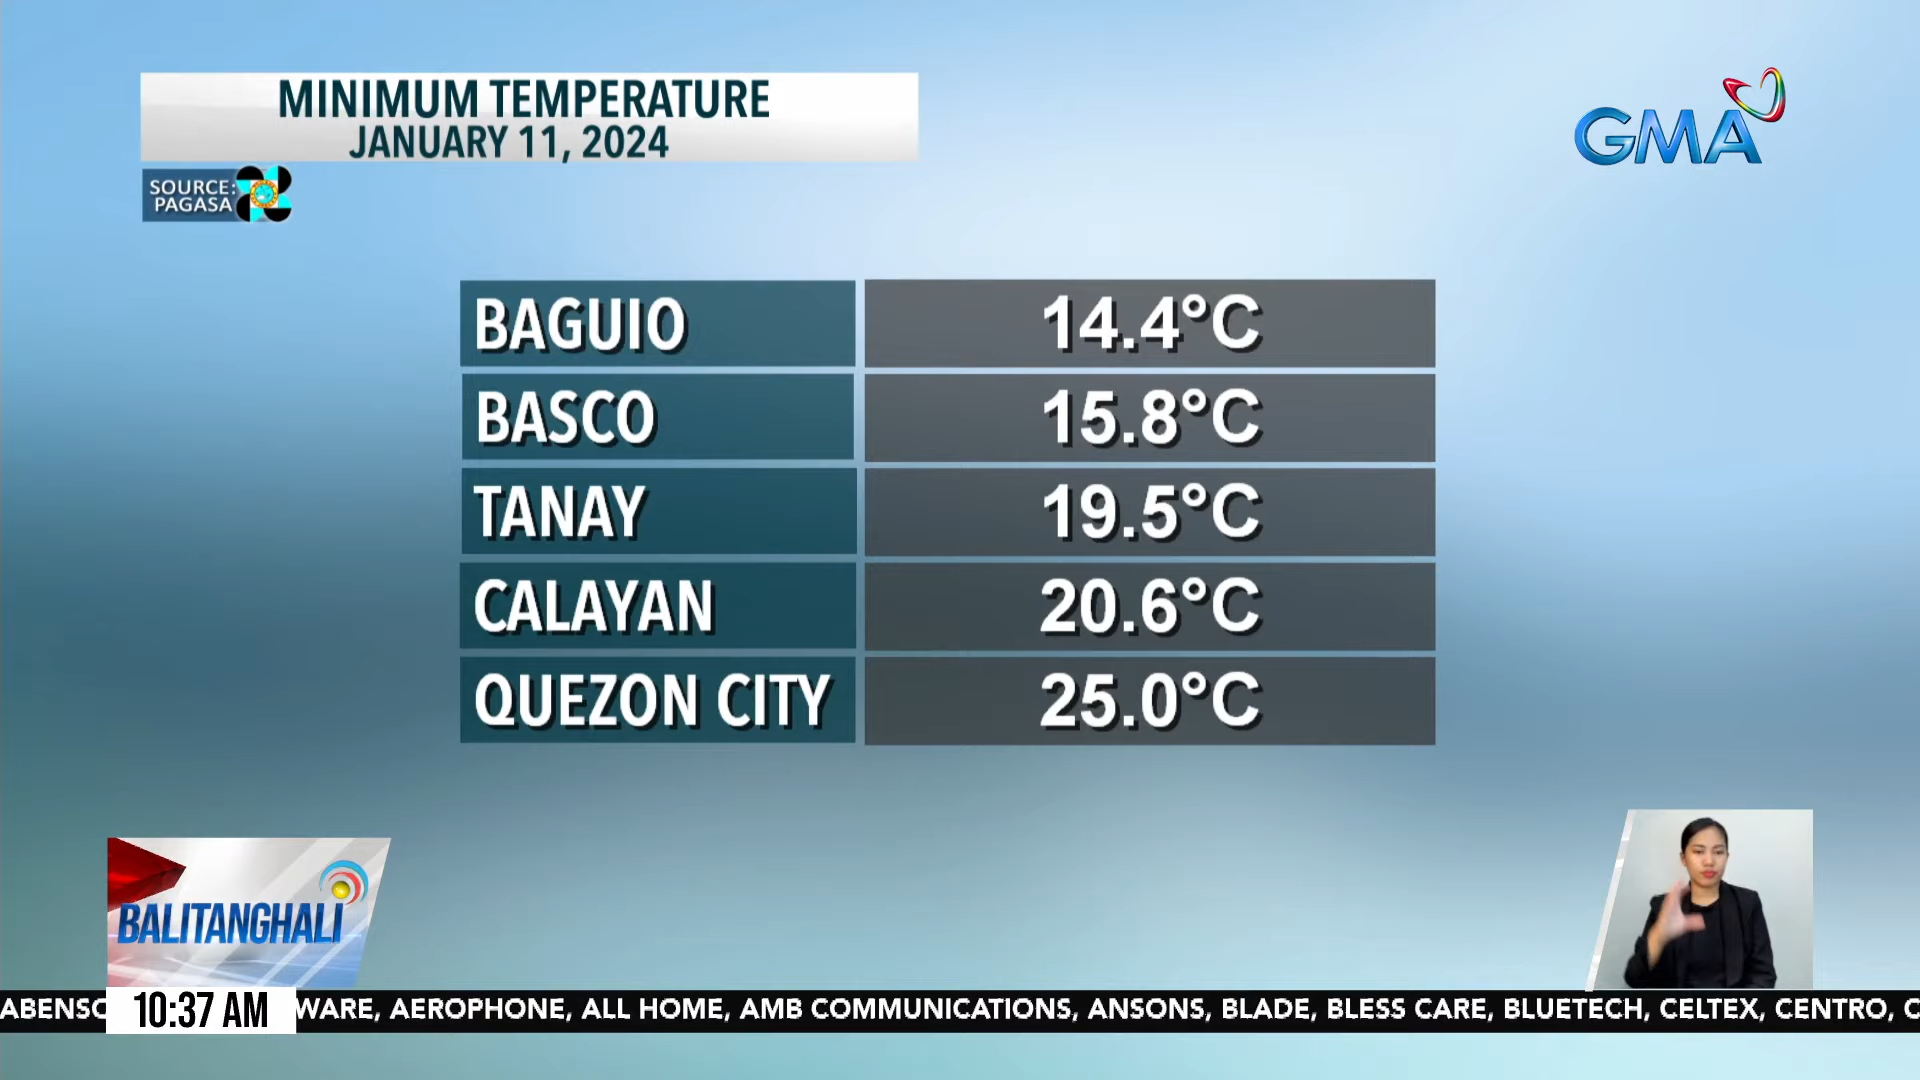 MINIMUM TEMPERATURE
JANUARY 11, 2024
GMA
SOURCE:
PAGASA
BAGUIO 14.4°C
BASCO 15.8°C
TANAY 19.5°C
CALAYAN 20.6°C
QUEZON CITY 25.0°C
BALITANGHALI
10:37 AM
WARE, AEROPHONE, ALL HOME, AMB COMMUNICATIONS, ANSONS, BLADE, BLESS CARE, BLUETECH, CELTEX, CENTRO,